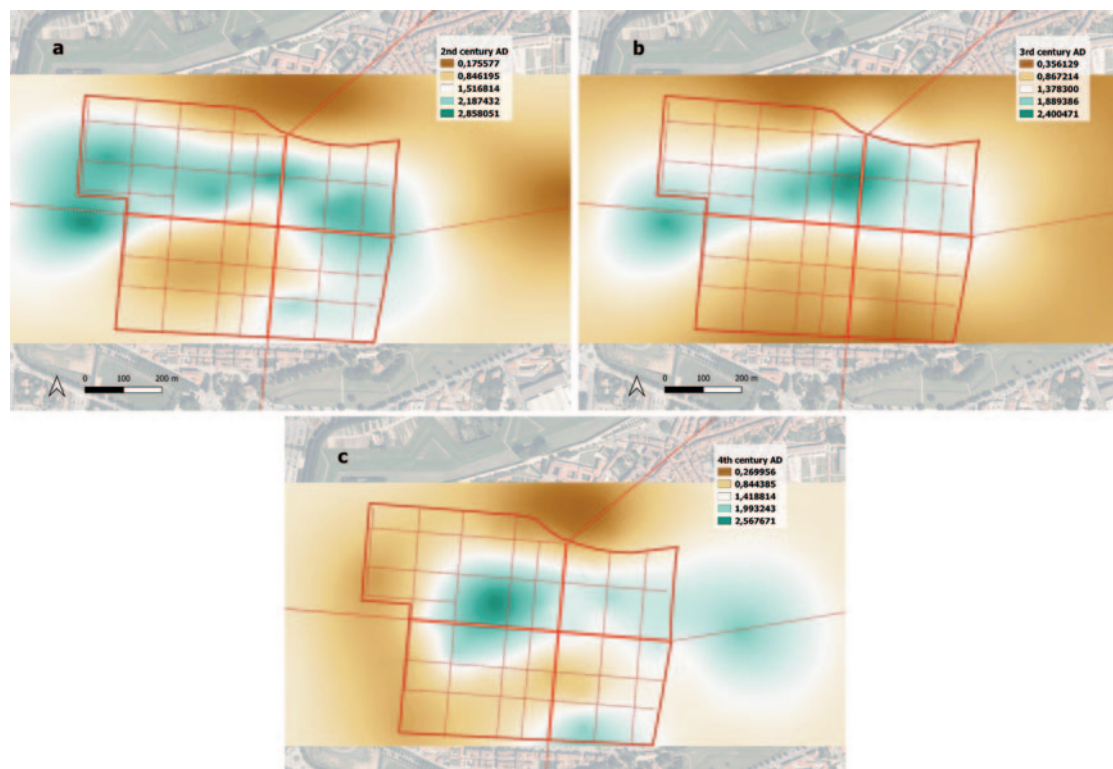 a
2nd century AD
0,175577
0,846195
1,516814
2,187432
2,858051
0 100 200 m
b
3rd century AD
0,356129
0,867214
1,378300
1,889386
2,400471
0 100 200 m
c
4th century AD
0,269956
0,844385
1,418814
1,993243
2,567671